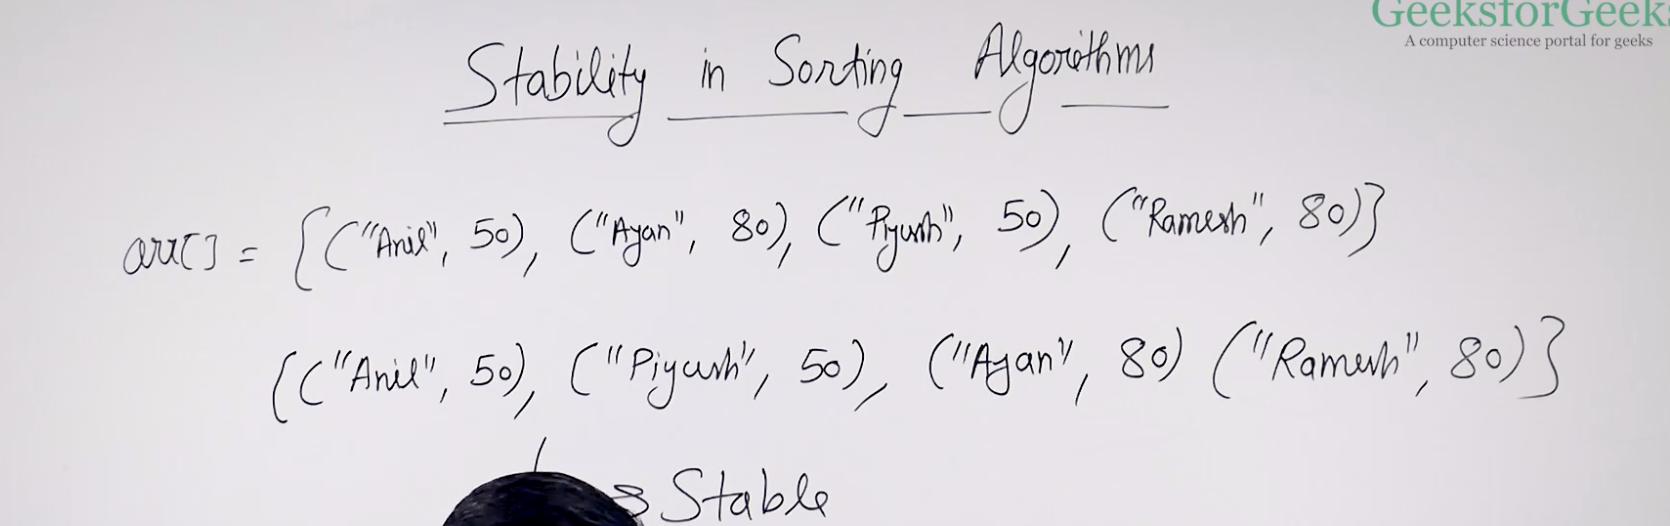 GeeksforGeek
A computer science portal for geeks
Stability in Sorting Algorithms
arr[] = {("Anil", 50), ("Ayan", 80), ("Piyush", 50), ("Ramesh", 80)}
{("Anil", 50), ("Piyush", 50), ("Ayan", 80) ("Ramesh", 80)}
Stable